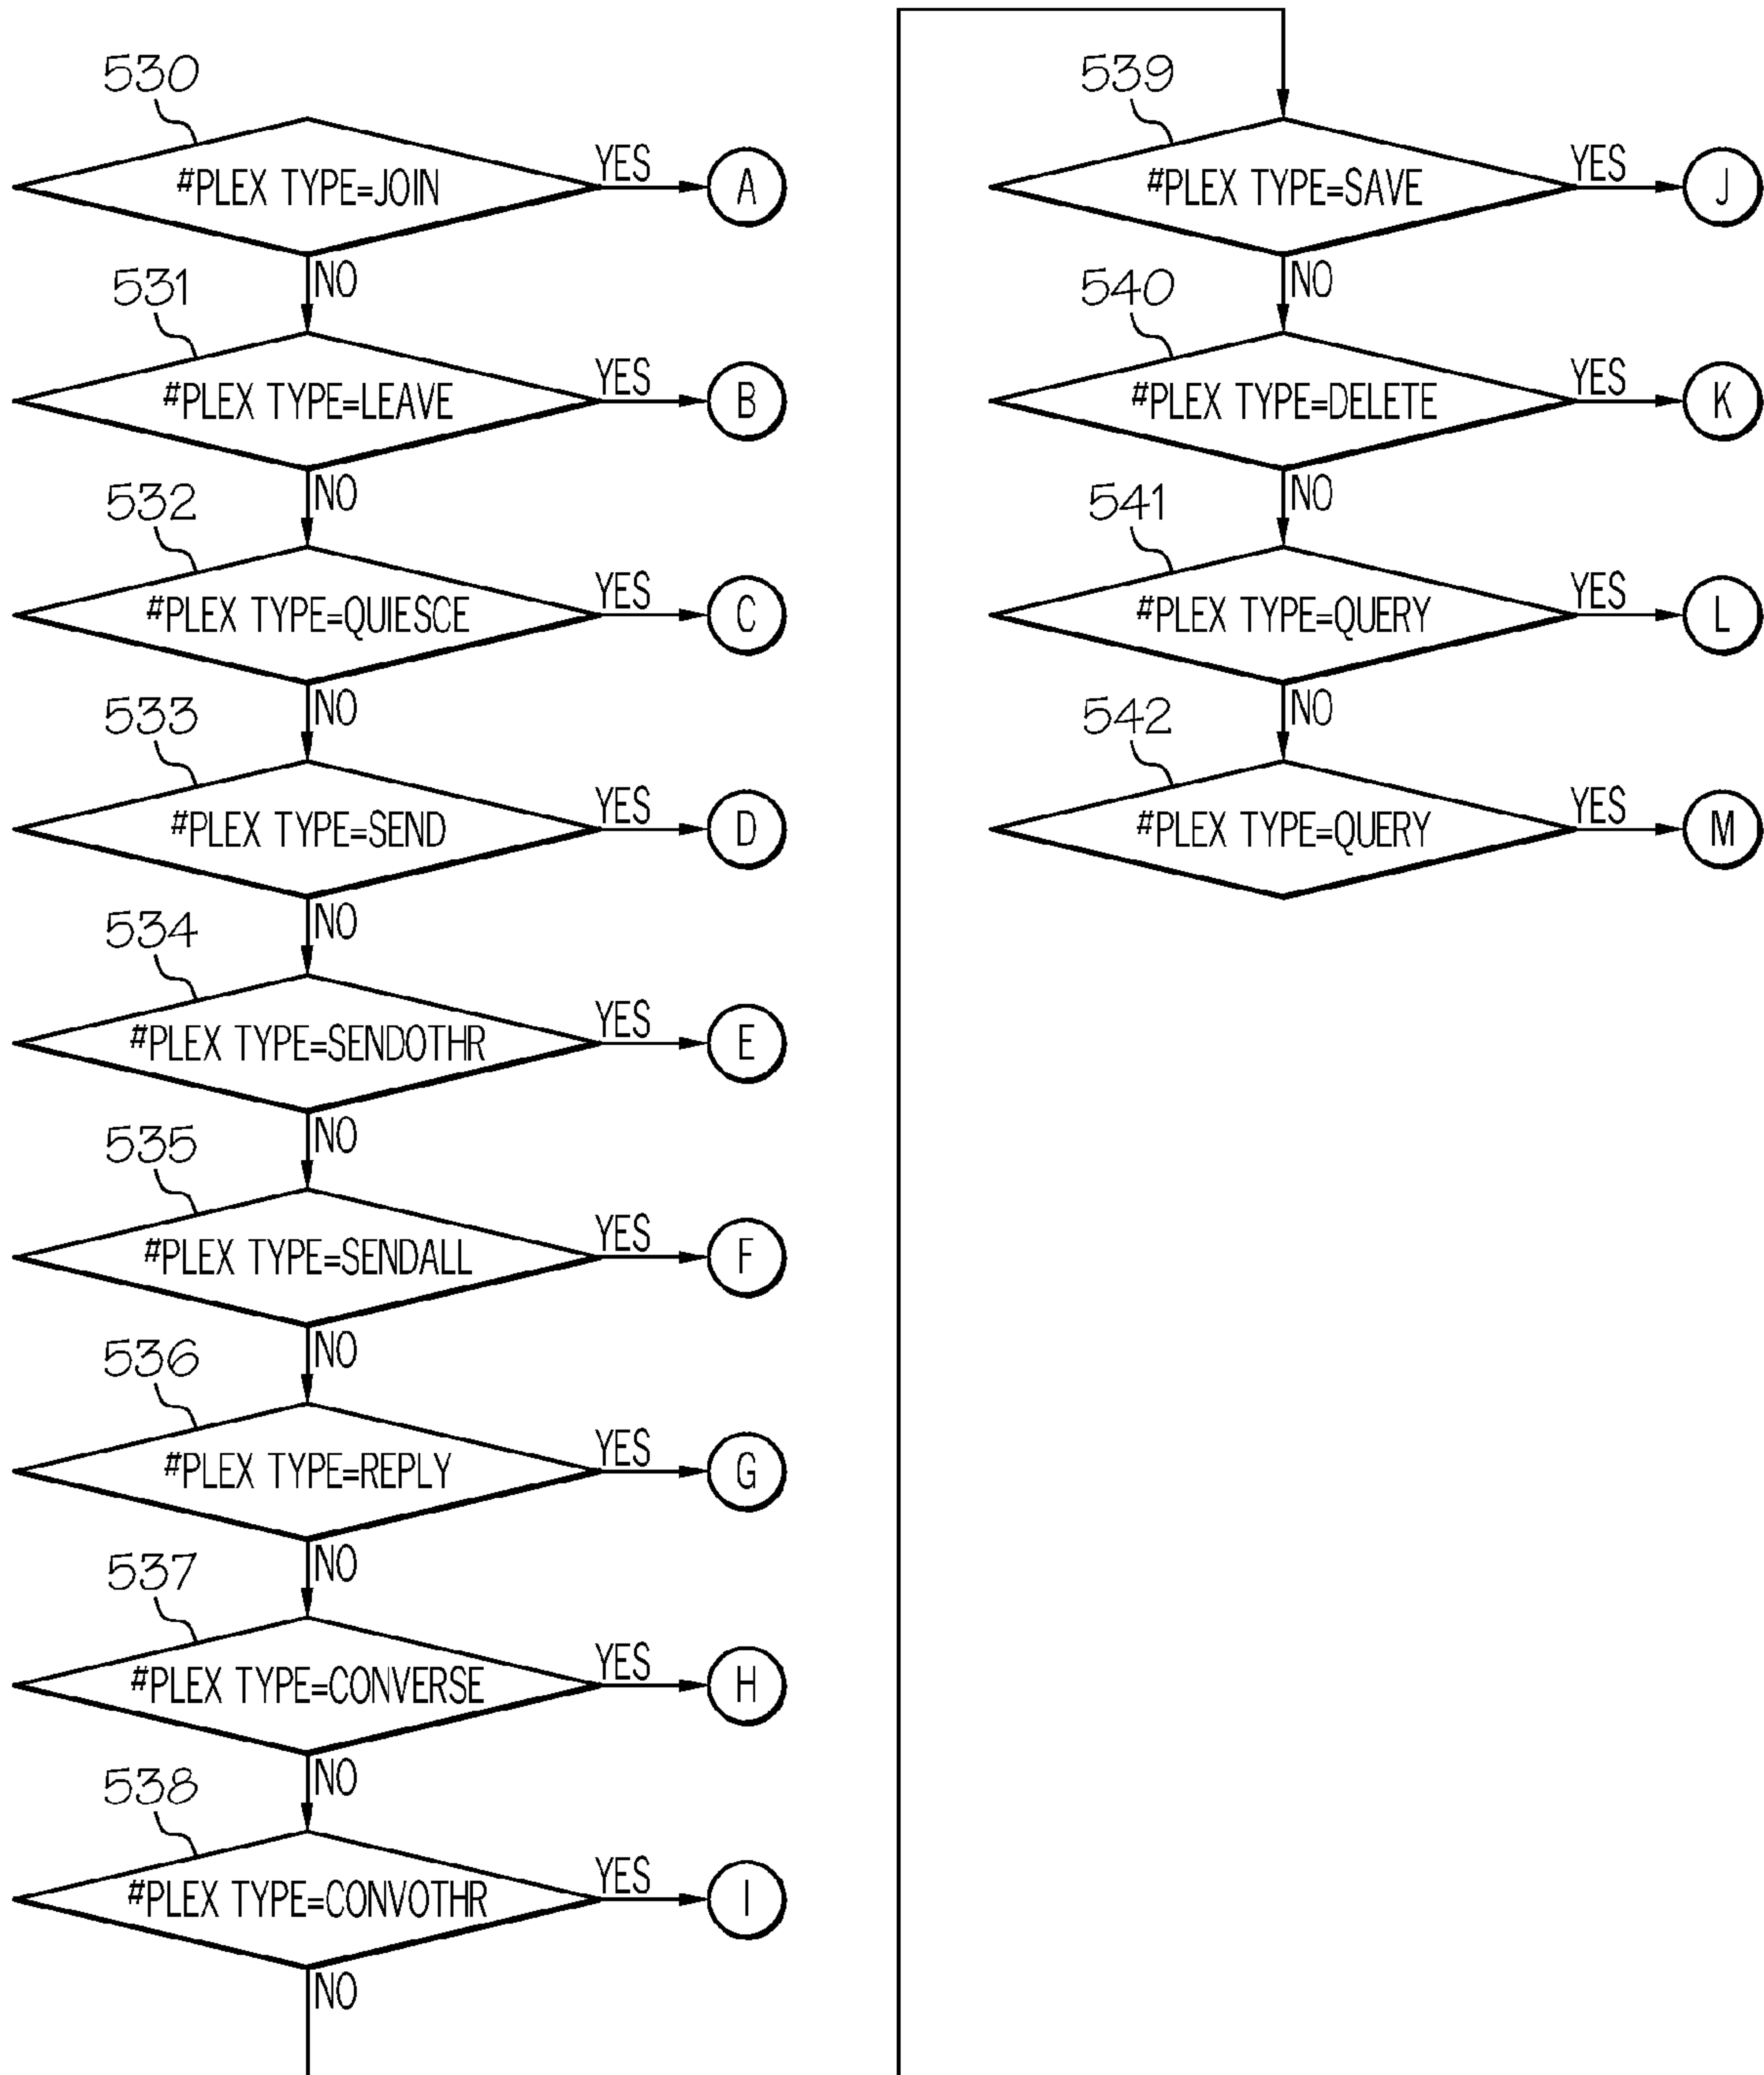 530
#PLEX TYPE=JOIN
YES
A
NO
531
#PLEX TYPE=LEAVE
YES
B
NO
532
#PLEX TYPE=QUIESCE
YES
C
NO
533
#PLEX TYPE=SEND
YES
D
NO
534
#PLEX TYPE=SENDOTHR
YES
E
NO
535
#PLEX TYPE=SENDALL
YES
F
NO
536
#PLEX TYPE=REPLY
YES
G
NO
537
#PLEX TYPE=CONVERSE
YES
H
NO
538
#PLEX TYPE=CONVOTHR
YES
I
NO
539
#PLEX TYPE=SAVE
YES
J
NO
540
#PLEX TYPE=DELETE
YES
K
NO
541
#PLEX TYPE=QUERY
YES
L
NO
542
#PLEX TYPE=QUERY
YES
M